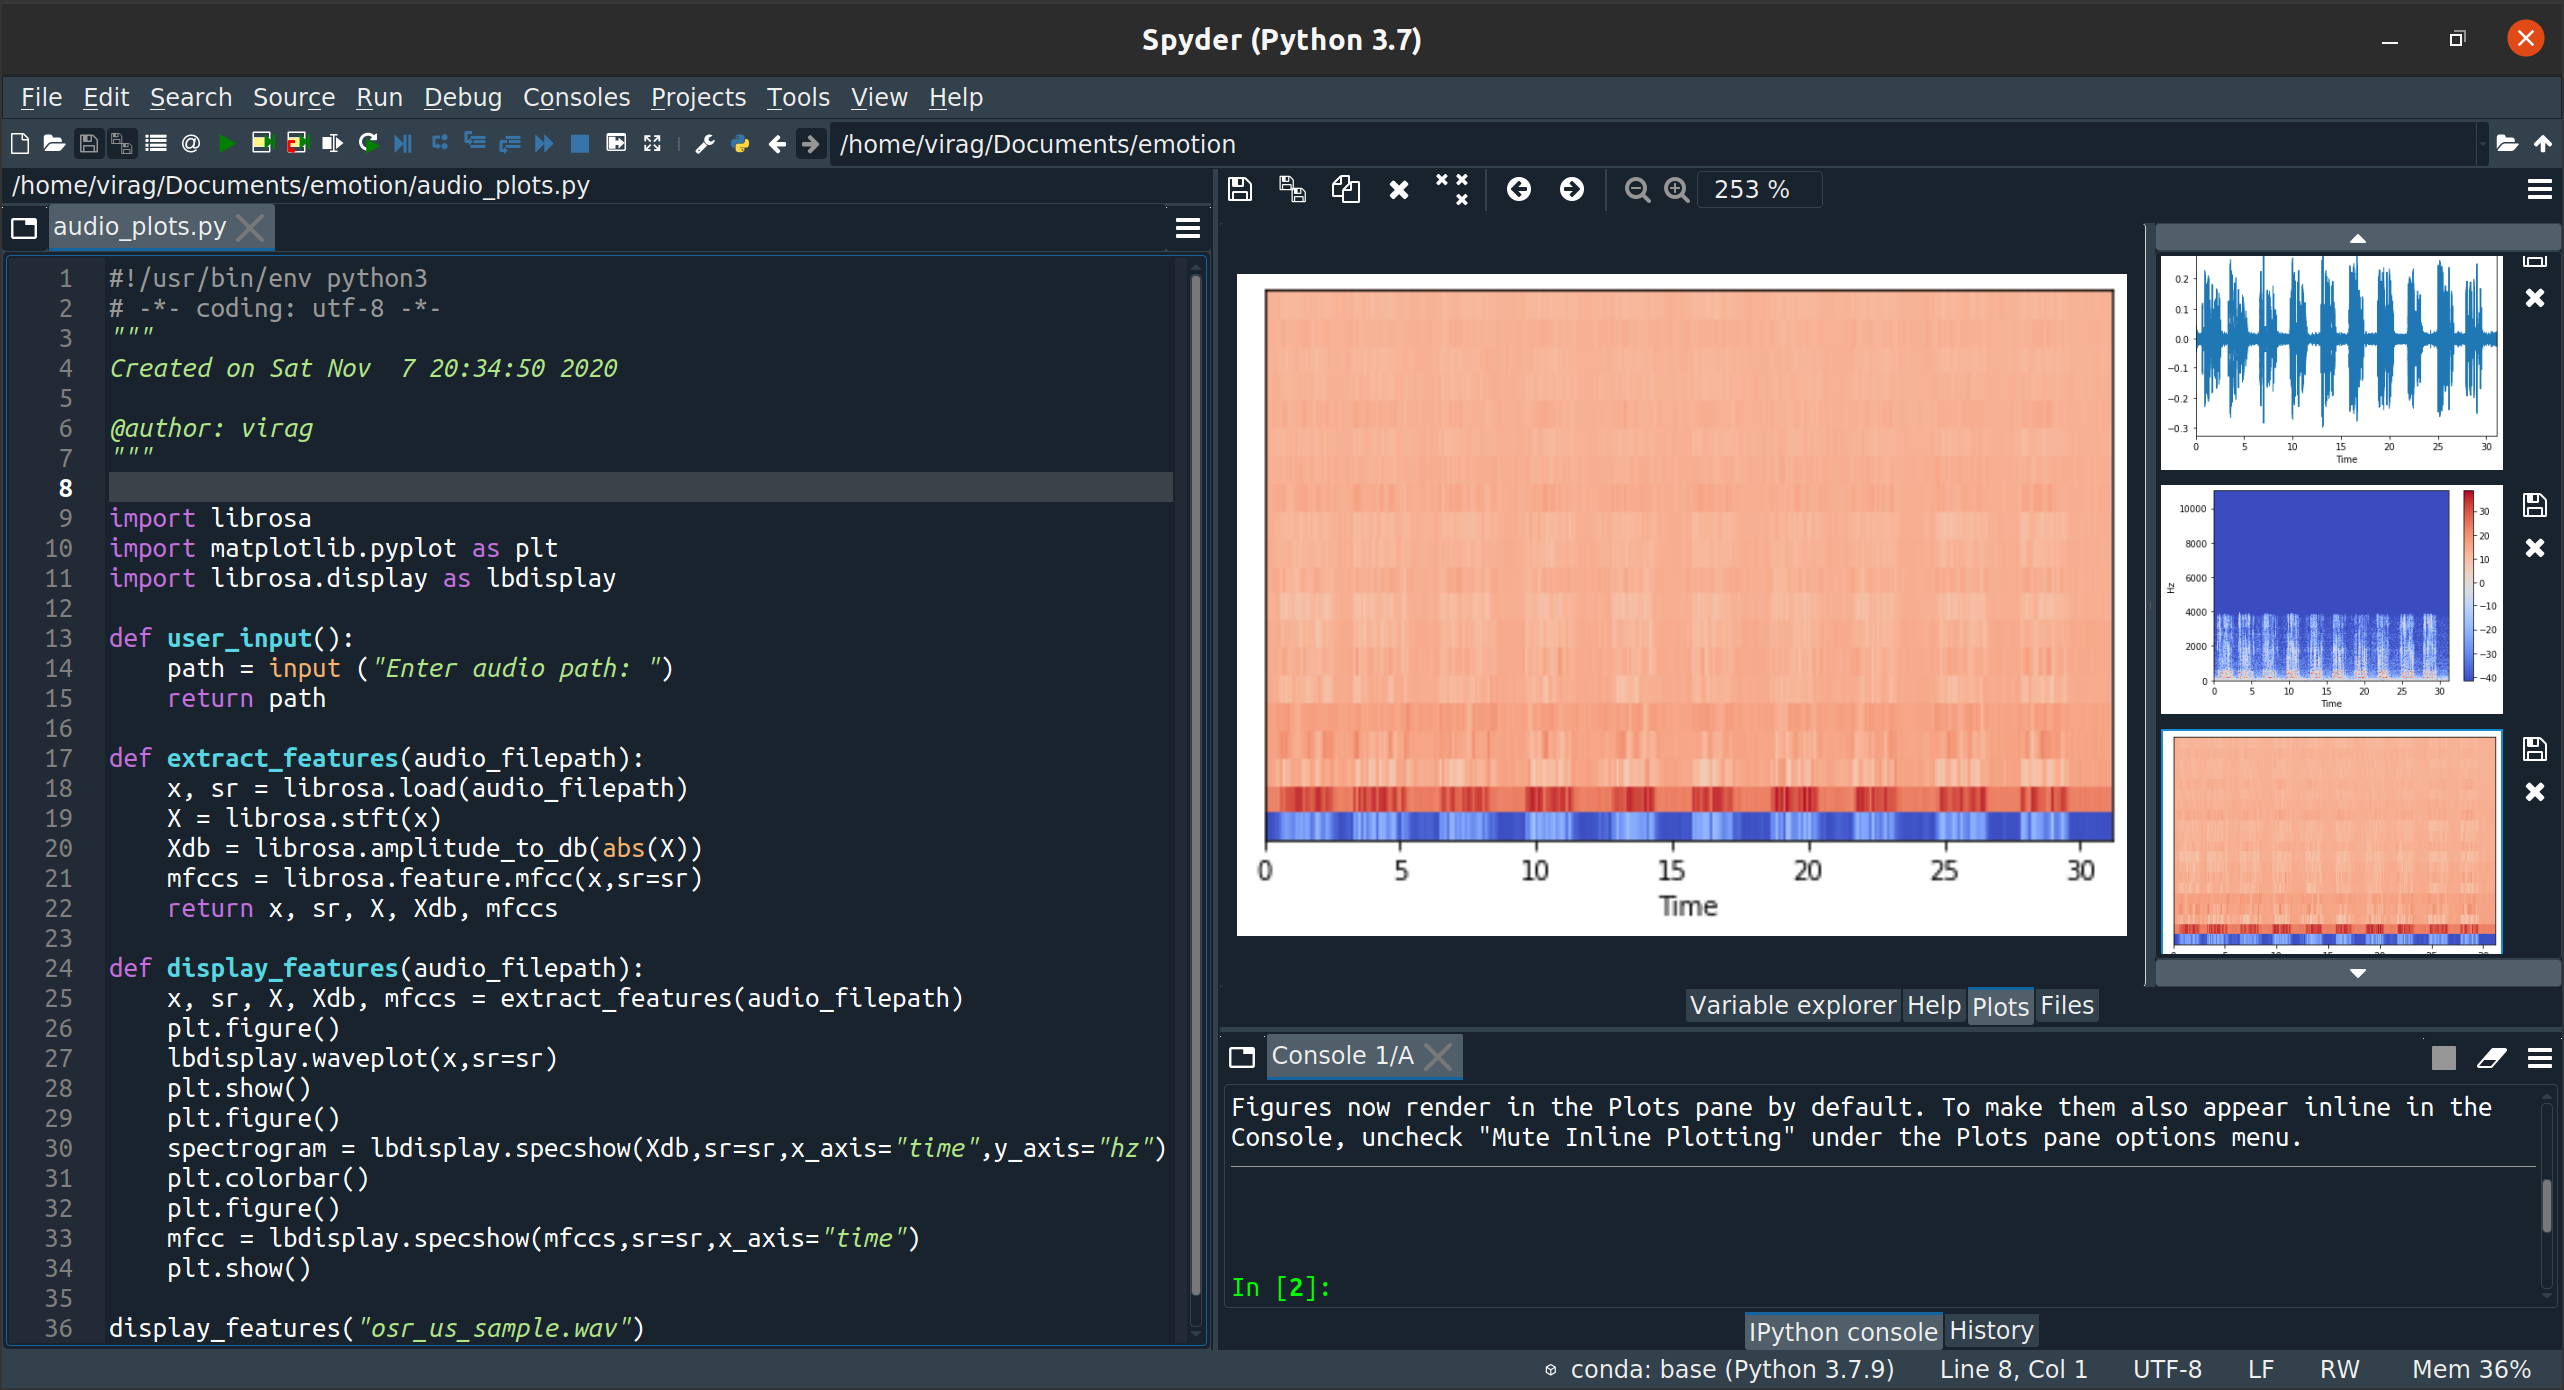 Spyder (Python 3.7)
File Edit Search Source Run Debug Consoles Projects Tools View Help
/home/virag/Documents/emotion
/home/virag/Documents/emotion/audio_plots.py
audio_plots.py
1 #!/usr/bin/env python3
2 # -*- coding: utf-8 -*-
3 """
4 Created on Sat Nov  7 20:34:50 2020
5
6 @author: virag
7 """
8
9 import librosa
10 import matplotlib.pyplot as plt
11 import librosa.display as lbdisplay
12
13 def user_input():
14     path = input ("Enter audio path: ")
15     return path
16
17 def extract_features(audio_filepath):
18     x, sr = librosa.load(audio_filepath)
19     X = librosa.stft(x)
20     Xdb = librosa.amplitude_to_db(abs(X))
21     mfccs = librosa.feature.mfcc(x,sr=sr)
22     return x, sr, X, Xdb, mfccs
23
24 def display_features(audio_filepath):
25     x, sr, X, Xdb, mfccs = extract_features(audio_filepath)
26     plt.figure()
27     lbdisplay.waveplot(x,sr=sr)
28     plt.show()
29     plt.figure()
30     spectrogram = lbdisplay.specshow(Xdb,sr=sr,x_axis="time",y_axis="hz")
31     plt.colorbar()
32     plt.figure()
33     mfcc = lbdisplay.specshow(mfccs,sr=sr,x_axis="time")
34     plt.show()
35
36 display_features("osr_us_sample.wav")
253 %
0 5 10 15 20 25 30
Time
0.2
0.1
0.0
−0.1
−0.2
−0.3
0 5 10 15 20 25 30
Time
10000
8000
6000
4000
2000
0
Hz
0 5 10 15 20 25 30
Time
30
20
10
0
−10
−20
−30
−40
Variable explorer Help Plots Files
Console 1/A
Figures now render in the Plots pane by default. To make them also appear inline in the
Console, uncheck "Mute Inline Plotting" under the Plots pane options menu.
In [2]:
IPython console History
conda: base (Python 3.7.9) Line 8, Col 1 UTF-8 LF RW Mem 36%